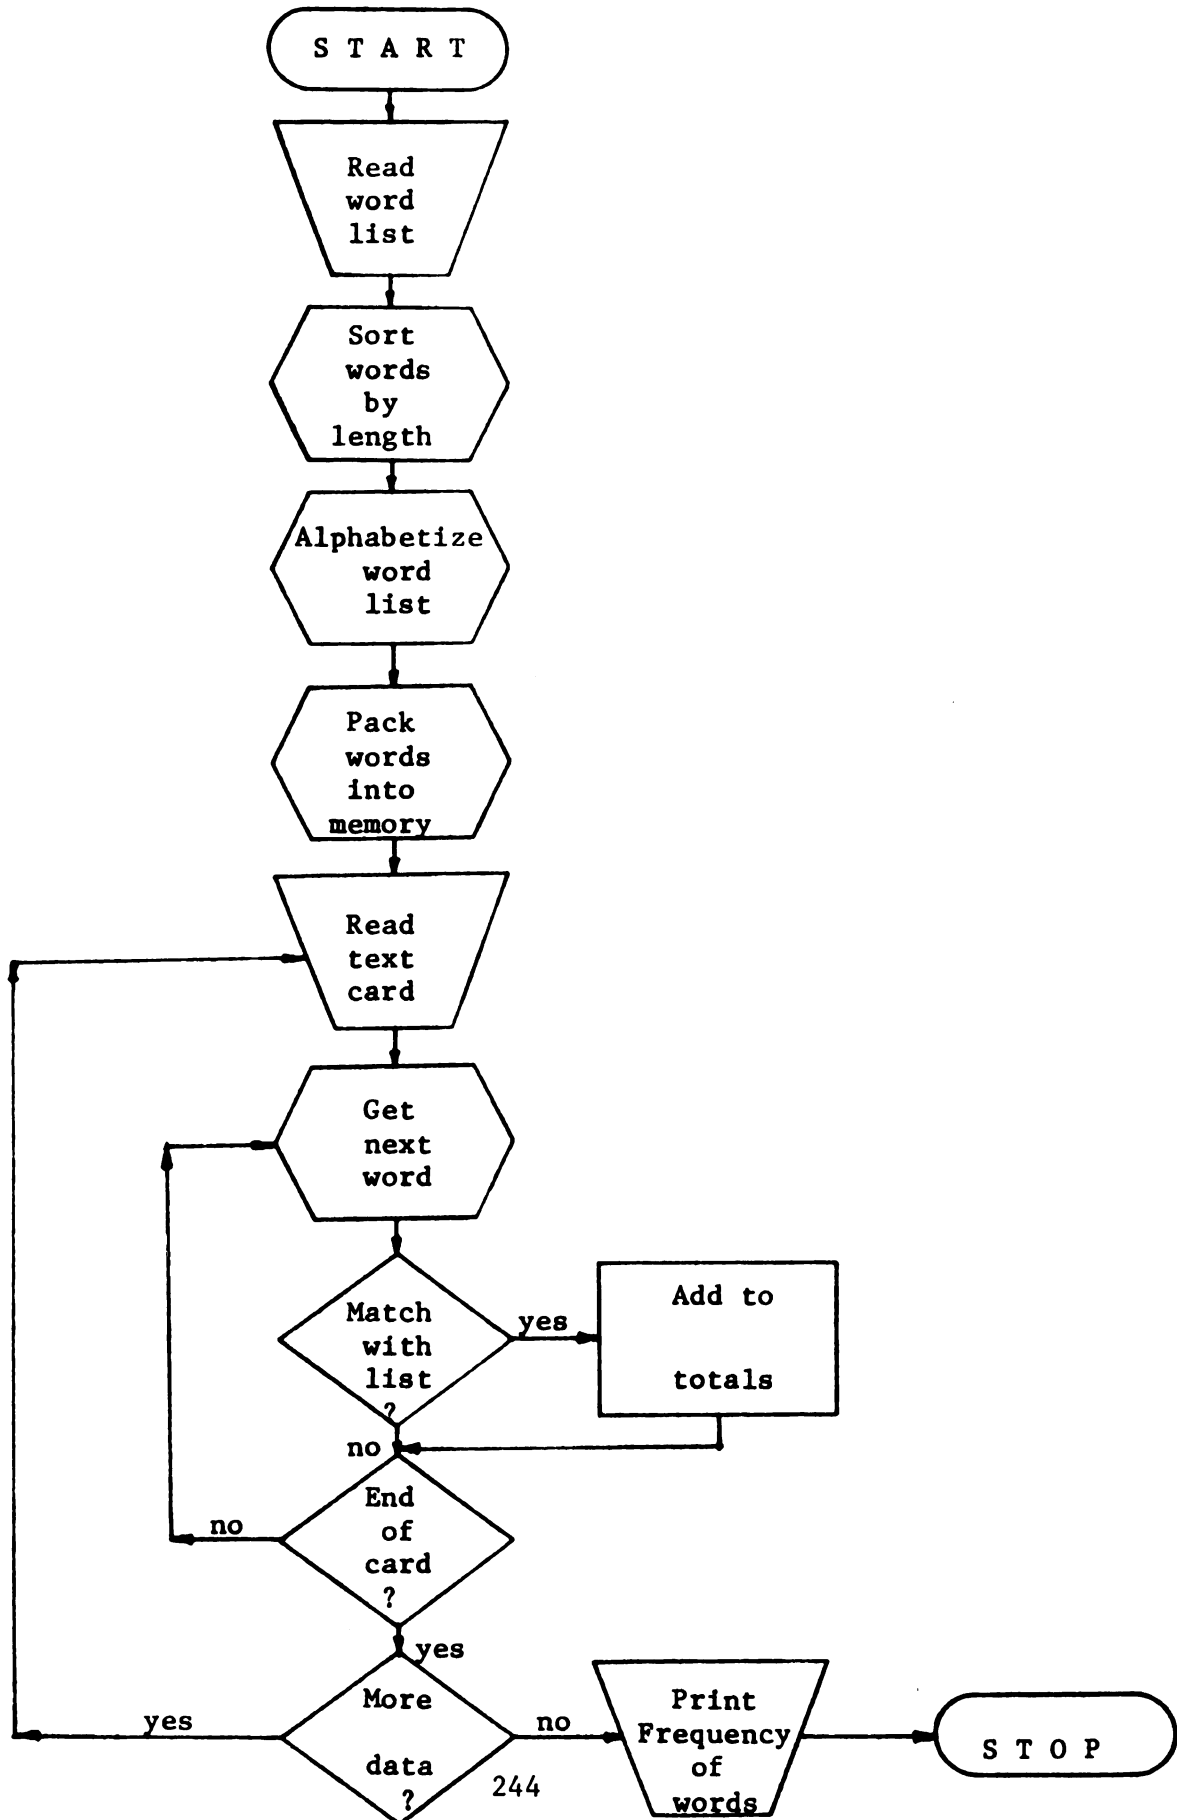 S T A R T
Read
word
list
Sort
words
by
length
Alphabetize
word
list
Pack
words
into
memory
Read
text
card
Get
next
word
Match
with
list
?
yes
Add to
totals
no
End
of
card
?
no
yes
More
data
?
yes
no
Print
Frequency
of
words
S T O P
244